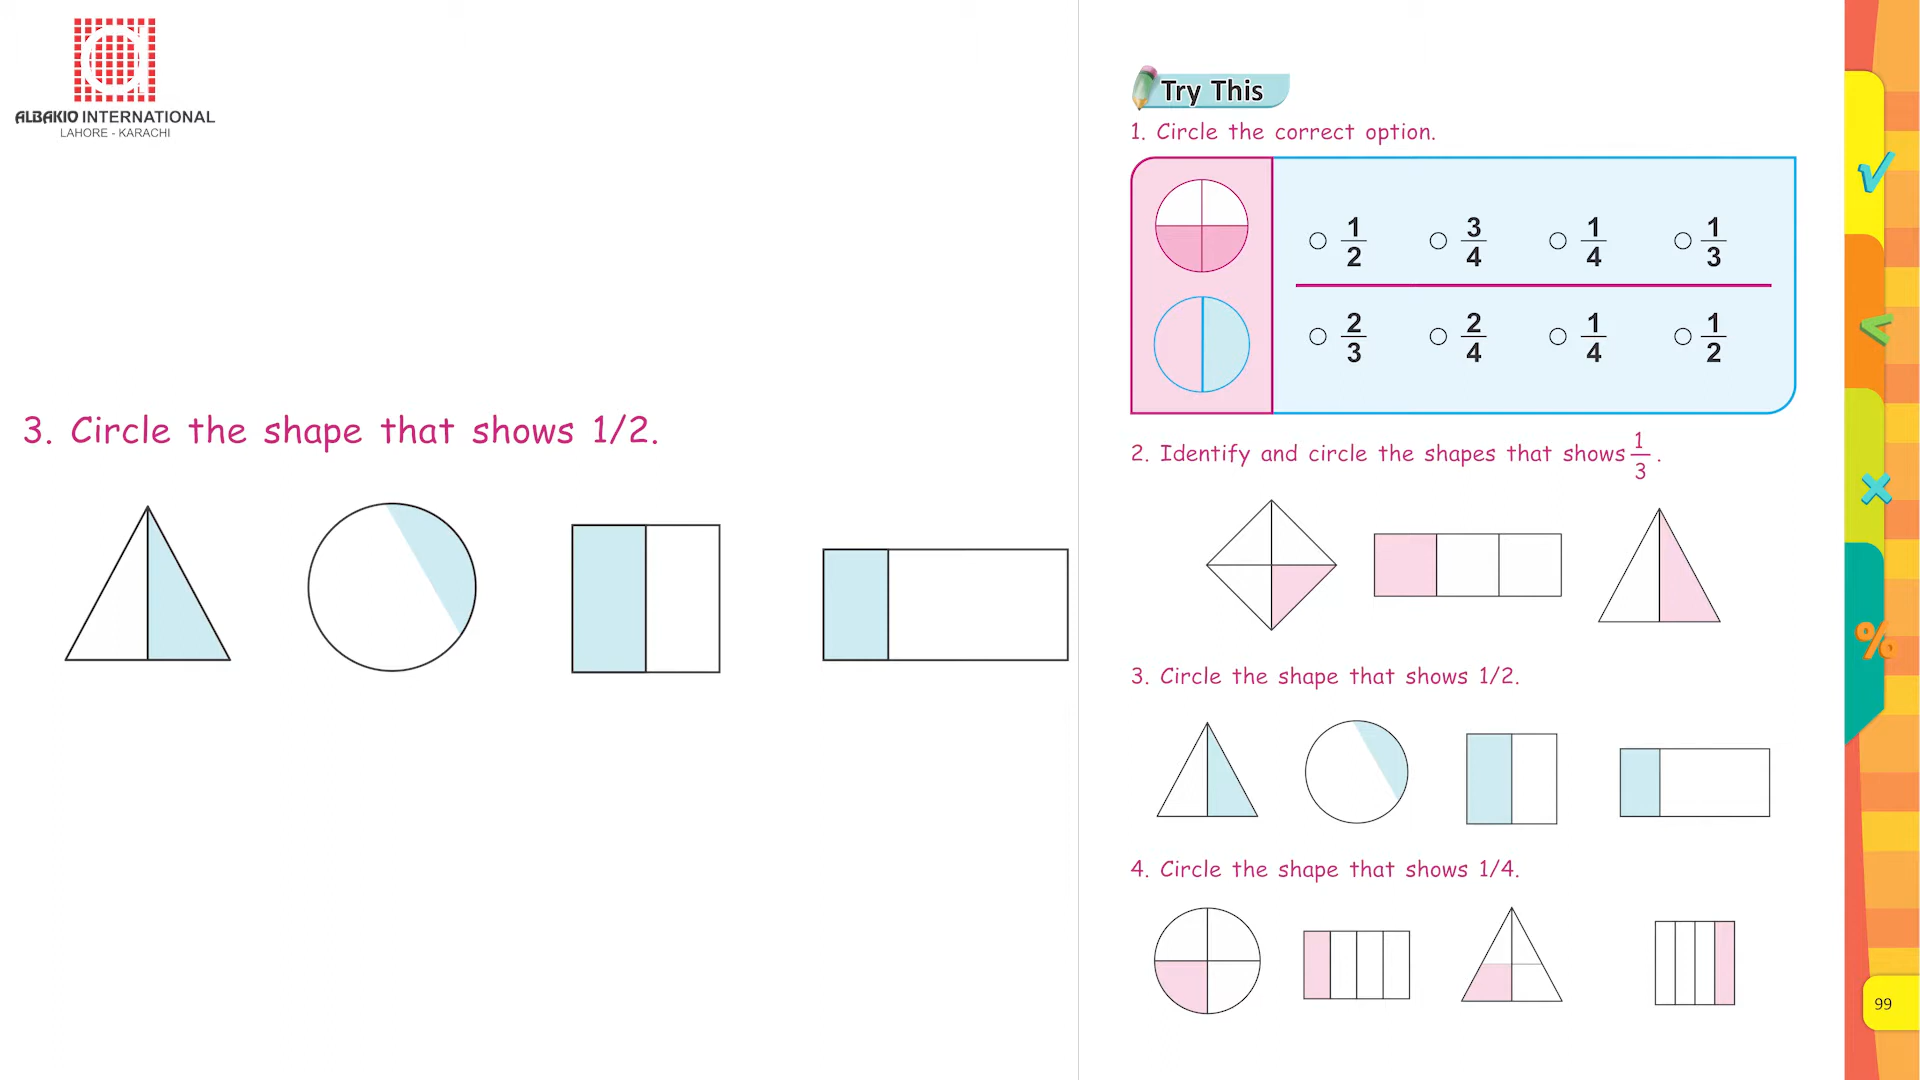 ALBAKIO INTERNATIONAL
LAHORE - KARACHI
3. Circle the shape that shows 1/2.
Try This
1. Circle the correct option.
1/2 3/4 1/4 1/3
2/3 2/4 1/4 1/2
2. Identify and circle the shapes that shows 1/3.
3. Circle the shape that shows 1/2.
4. Circle the shape that shows 1/4.
√
<
×
%
99